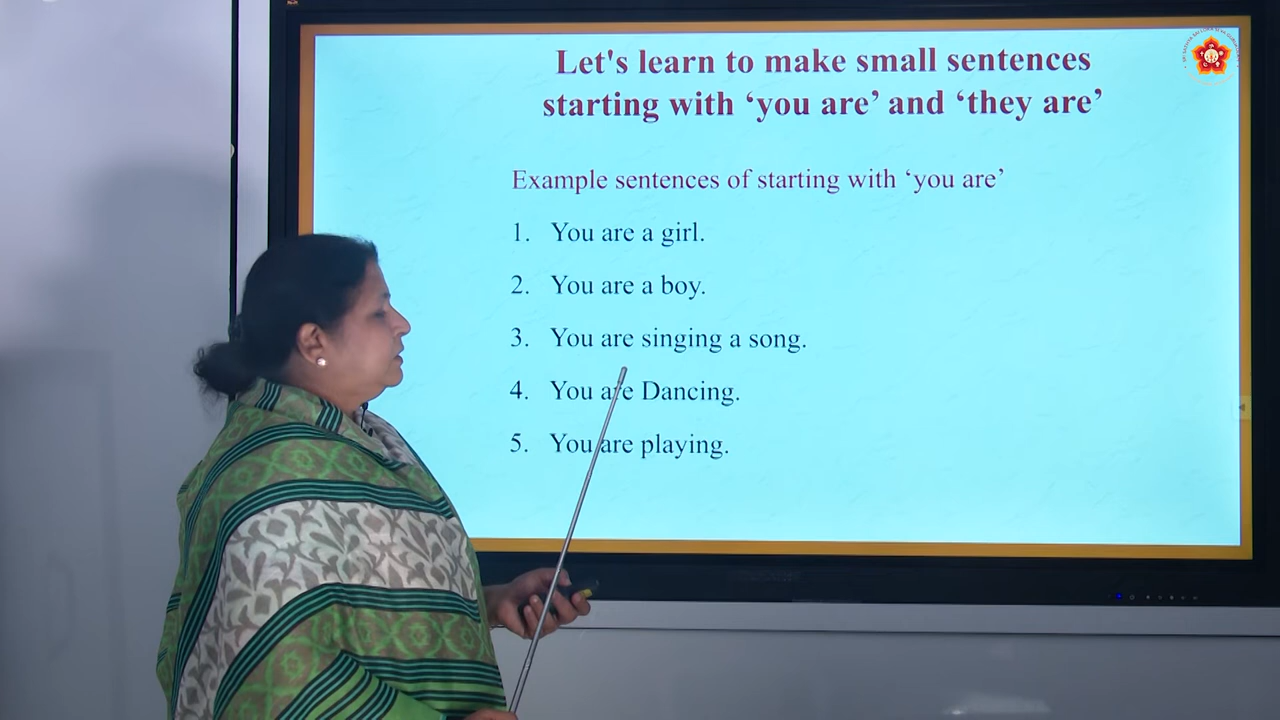 Let's learn to make small sentences
starting with ‘you are’ and ‘they are’
Example sentences of starting with ‘you are’
1. You are a girl.
2. You are a boy.
3. You are singing a song.
4. You are Dancing.
5. You are playing.